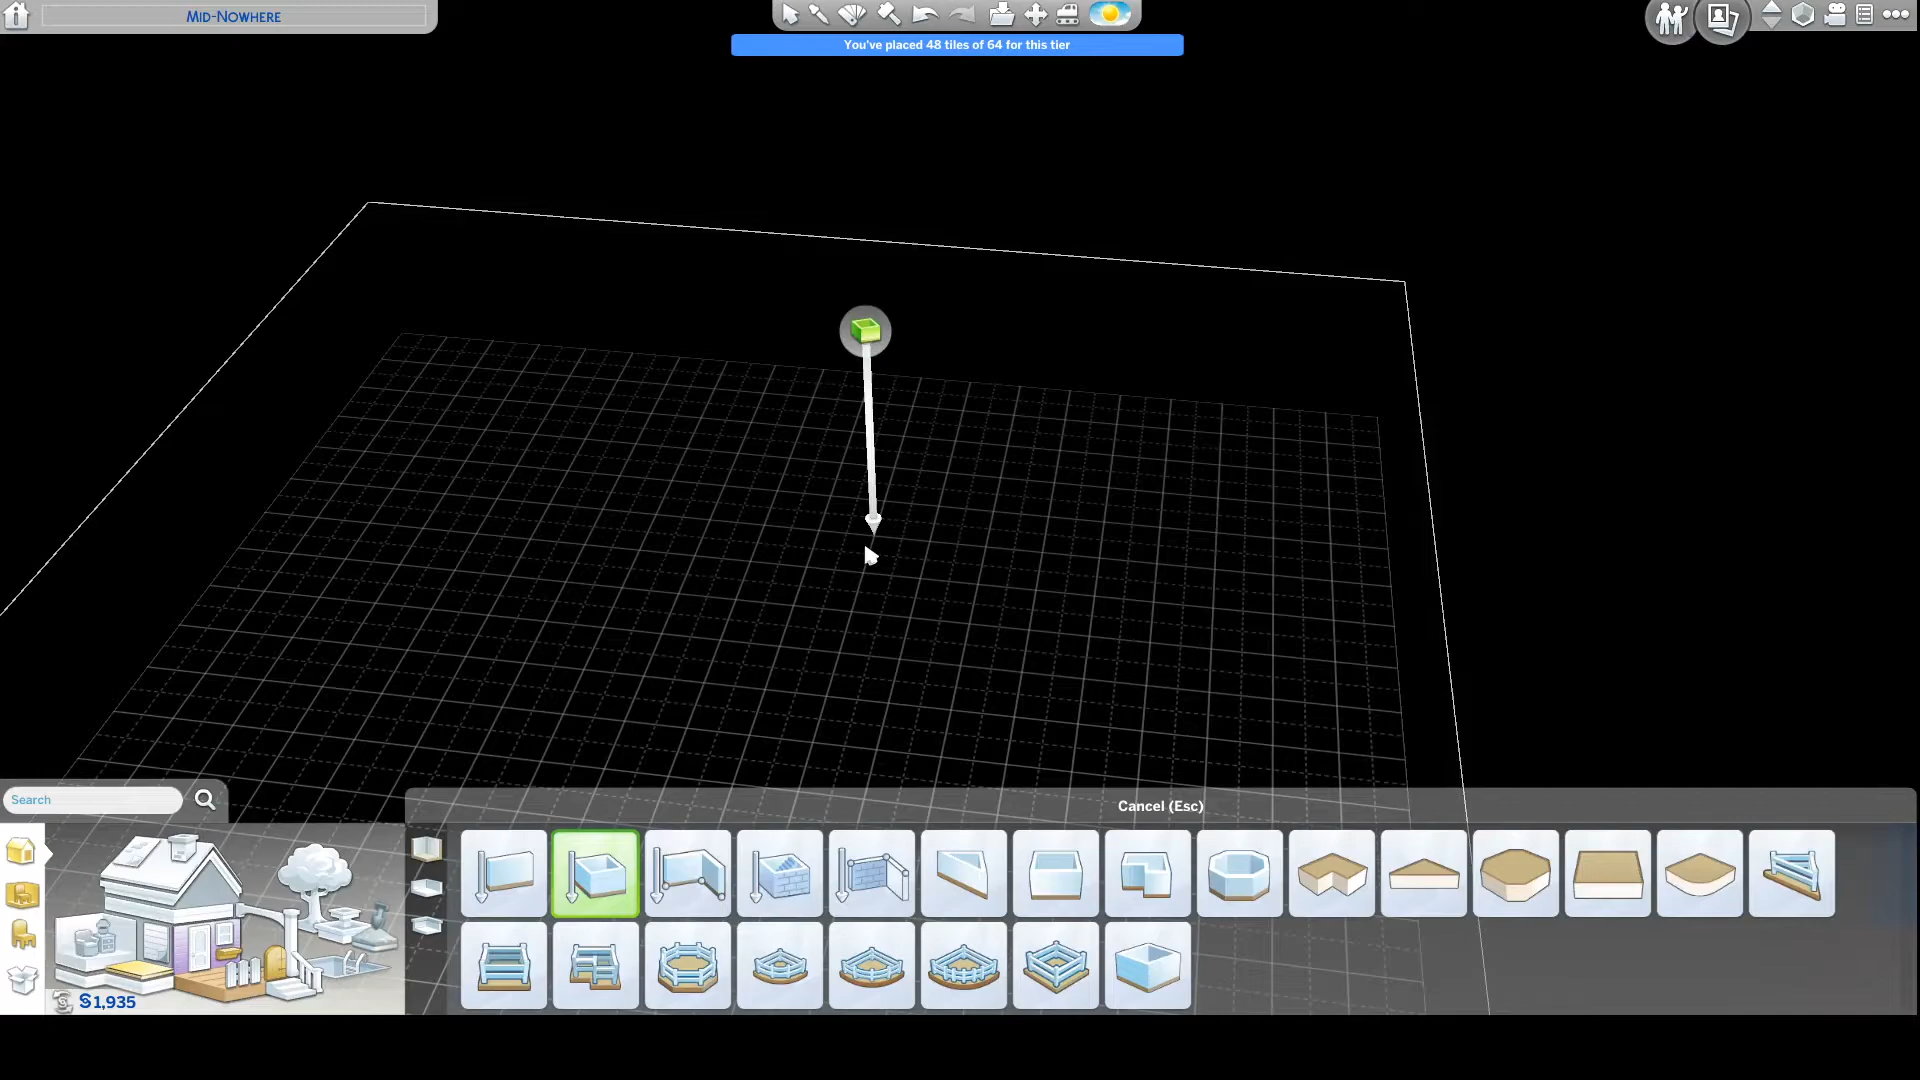 MID-NOWHERE
You've placed 48 tiles of 64 for this tier
Search
Cancel (Esc)
§1,935